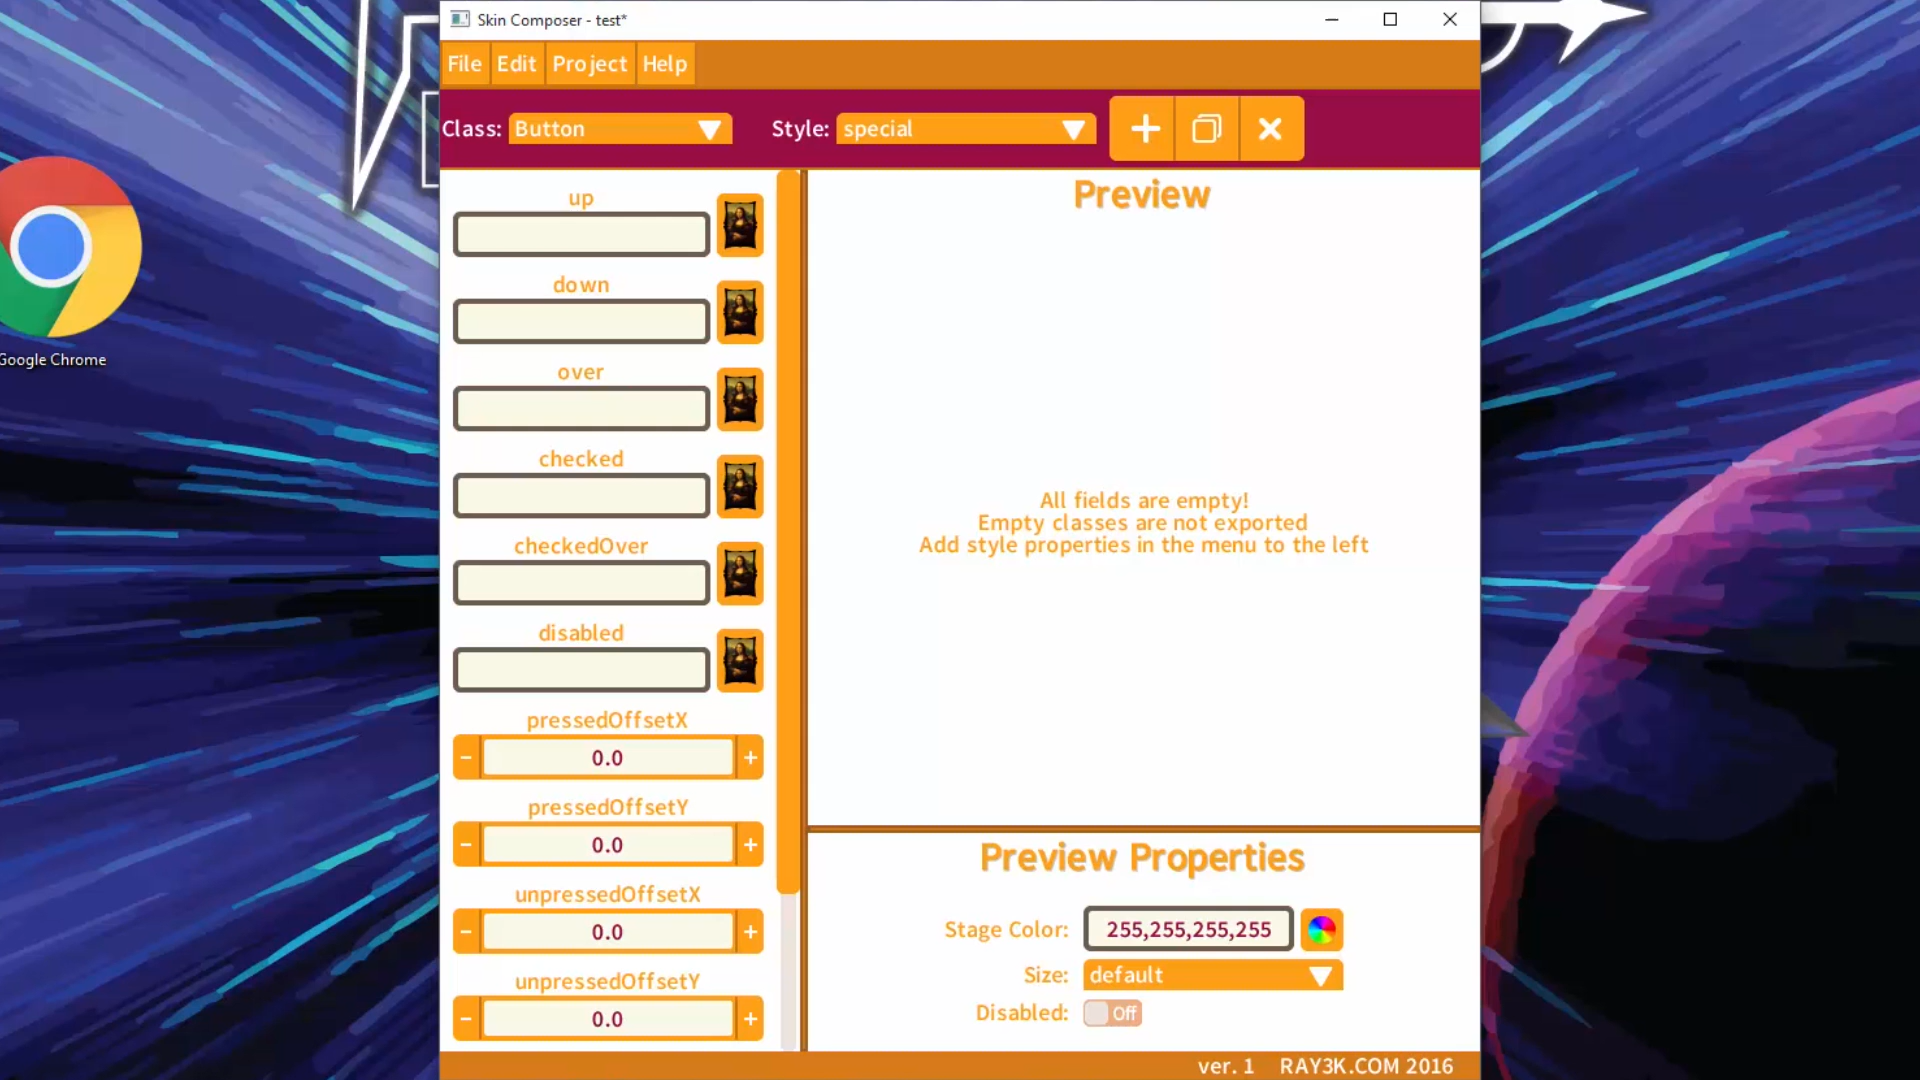 Skin Composer - test*
File Edit Project Help
Class: Button Style: special
Google Chrome
up
down
over
checked
checkedOver
disabled
pressedOffsetX
- 0.0 +
pressedOffsetY
- 0.0 +
unpressedOffsetX
- 0.0 +
unpressedOffsetY
- 0.0 +
Preview
All fields are empty!
Empty classes are not exported
Add style properties in the menu to the left
Preview Properties
Stage Color: 255,255,255,255
Size: default
Disabled: Off
ver. 1 RAY3K.COM 2016